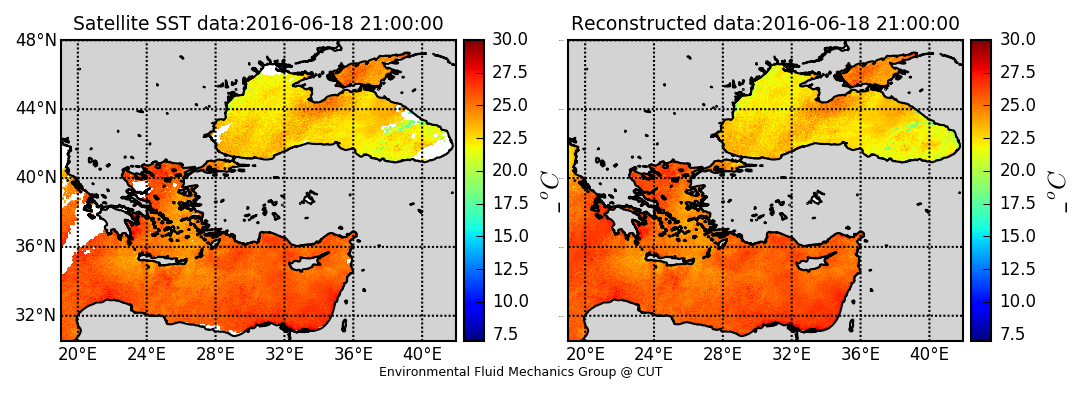 Satellite SST data:2016-06-18 21:00:00
48°N
44°N
40°N
36°N
32°N
20°E 24°E 28°E 32°E 36°E 40°E
30.0
27.5
25.0
22.5
20.0
17.5
15.0
12.5
10.0
7.5
_ °C
Reconstructed data:2016-06-18 21:00:00
20°E 24°E 28°E 32°E 36°E 40°E
30.0
27.5
25.0
22.5
20.0
17.5
15.0
12.5
10.0
7.5
_ °C
Environmental Fluid Mechanics Group @ CUT